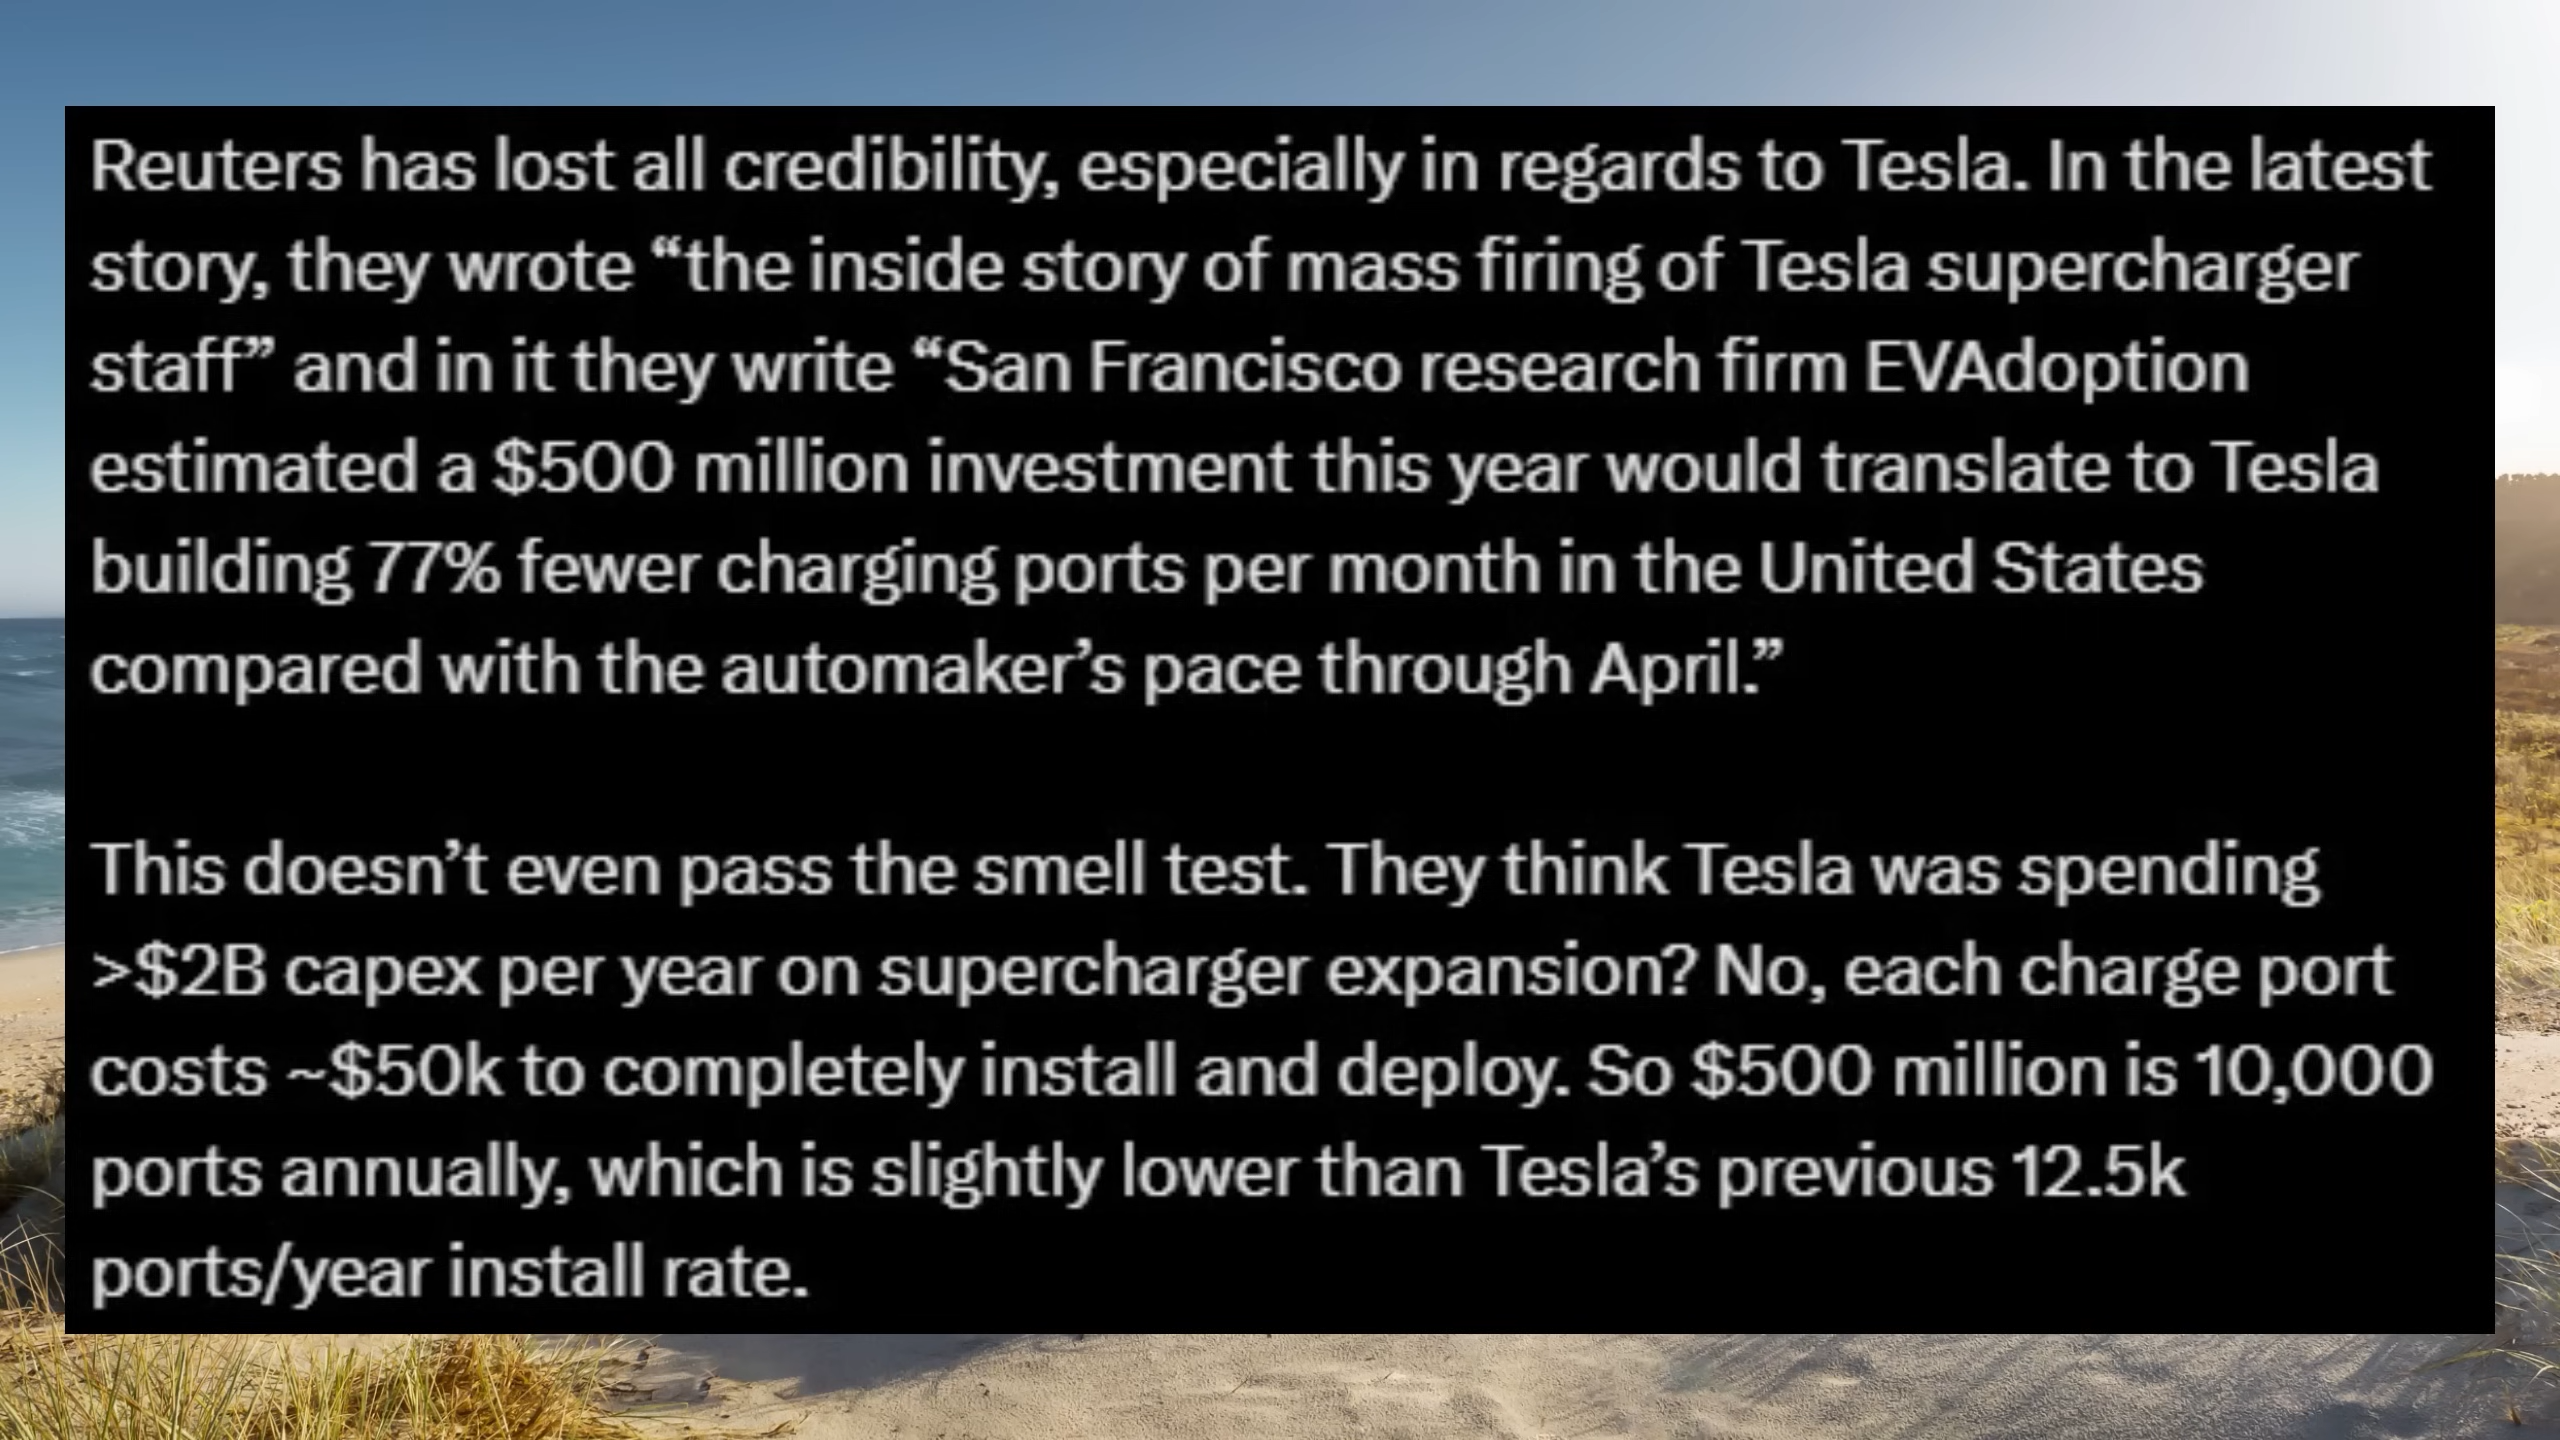 Reuters has lost all credibility, especially in regards to Tesla. In the latest
story, they wrote “the inside story of mass firing of Tesla supercharger
staff” and in it they write “San Francisco research firm EVAdoption
estimated a $500 million investment this year would translate to Tesla
building 77% fewer charging ports per month in the United States
compared with the automaker’s pace through April.”
This doesn’t even pass the smell test. They think Tesla was spending
>$2B capex per year on supercharger expansion? No, each charge port
costs ~$50k to completely install and deploy. So $500 million is 10,000
ports annually, which is slightly lower than Tesla’s previous 12.5k
ports/year install rate.